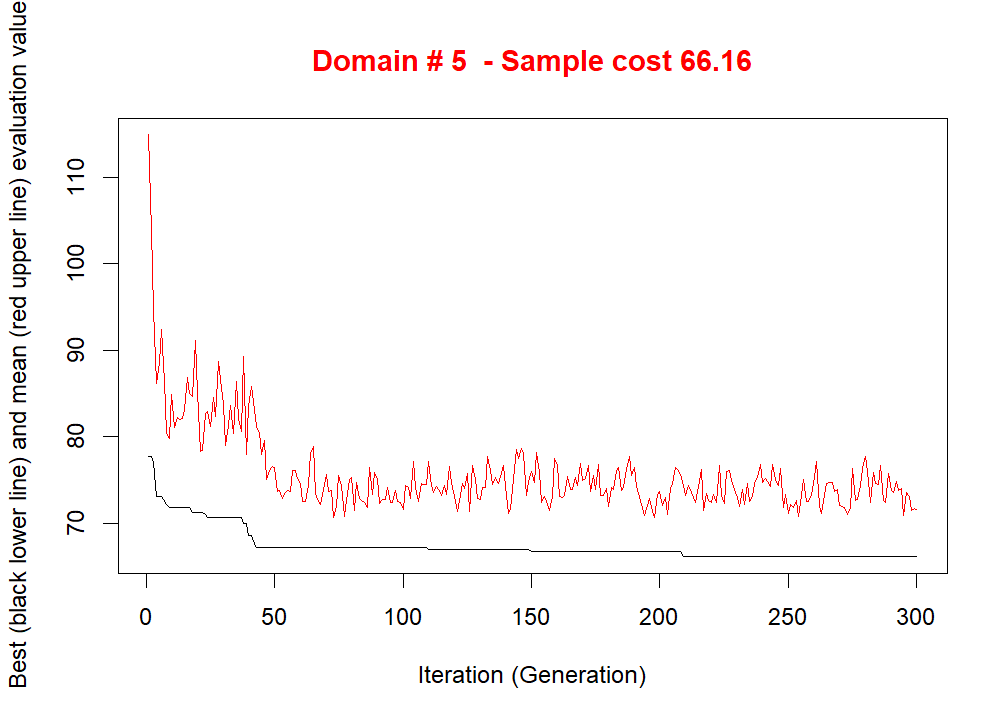 Domain # 5  - Sample cost 66.16
Best (black lower line) and mean (red upper line) evaluation value
110
100
90
80
70
0 50 100 150 200 250 300
Iteration (Generation)